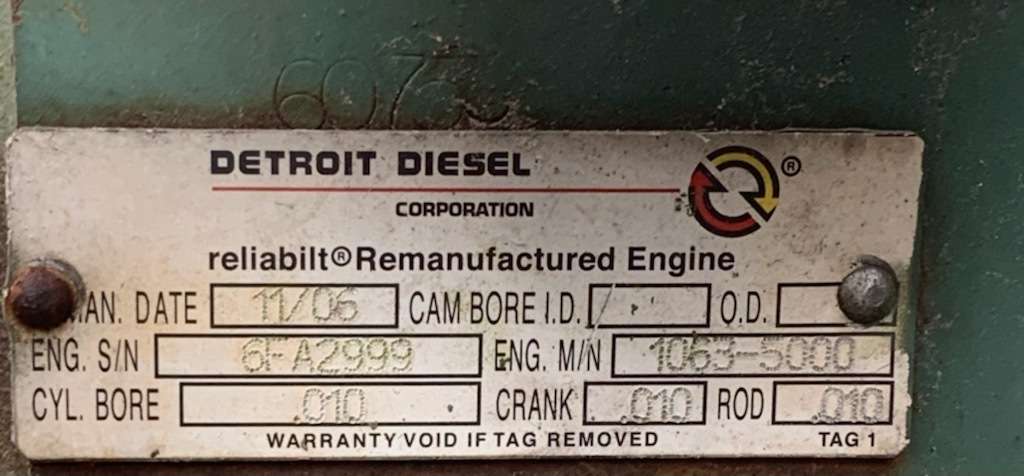 DETROIT DIESEL
®
CORPORATION
reliabilt® Remanufactured Engine
MAN. DATE 11/06 CAM BORE I.D. O.D.
ENG. S/N 6FA2999 ENG. M/N 1063-5000
CYL. BORE .010 CRANK .010 ROD .010
WARRANTY VOID IF TAG REMOVED TAG 1